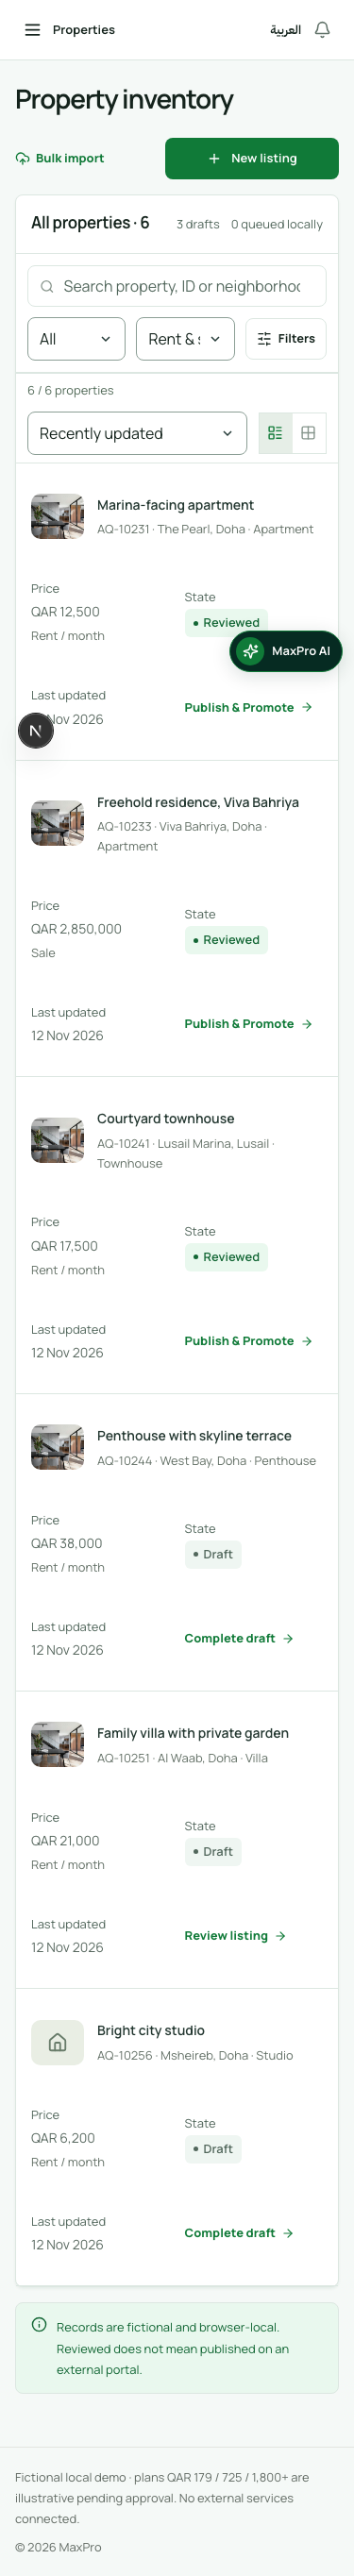 Properties
العربية
Property inventory
Bulk import
New listing
All properties · 6
3 drafts
0 queued locally
Search property, ID or neighborhoo
All
Rent &
Filters
6 / 6 properties
Recently updated
Marina-facing apartment
AQ-10231 · The Pearl, Doha · Apartment
Price
QAR 12,500
Rent / month
State
Reviewed
MaxPro AI
Last updated
Nov 2026
N
Publish & Promote
Freehold residence, Viva Bahriya
AQ-10233 · Viva Bahriya, Doha ·
Apartment
Price
QAR 2,850,000
Sale
State
Reviewed
Last updated
12 Nov 2026
Publish & Promote
Courtyard townhouse
AQ-10241 · Lusail Marina, Lusail ·
Townhouse
Price
QAR 17,500
Rent / month
State
Reviewed
Last updated
12 Nov 2026
Publish & Promote
Penthouse with skyline terrace
AQ-10244 · West Bay, Doha · Penthouse
Price
QAR 38,000
Rent / month
State
Draft
Last updated
12 Nov 2026
Complete draft
Family villa with private garden
AQ-10251 · Al Waab, Doha · Villa
Price
QAR 21,000
Rent / month
State
Draft
Last updated
12 Nov 2026
Review listing
Bright city studio
AQ-10256 · Msheireb, Doha · Studio
Price
QAR 6,200
Rent / month
State
Draft
Last updated
12 Nov 2026
Complete draft
Records are fictional and browser-local.
Reviewed does not mean published on an
external portal.
Fictional local demo · plans QAR 179 / 725 / 1,800+ are
illustrative pending approval. No external services
connected.
© 2026 MaxPro